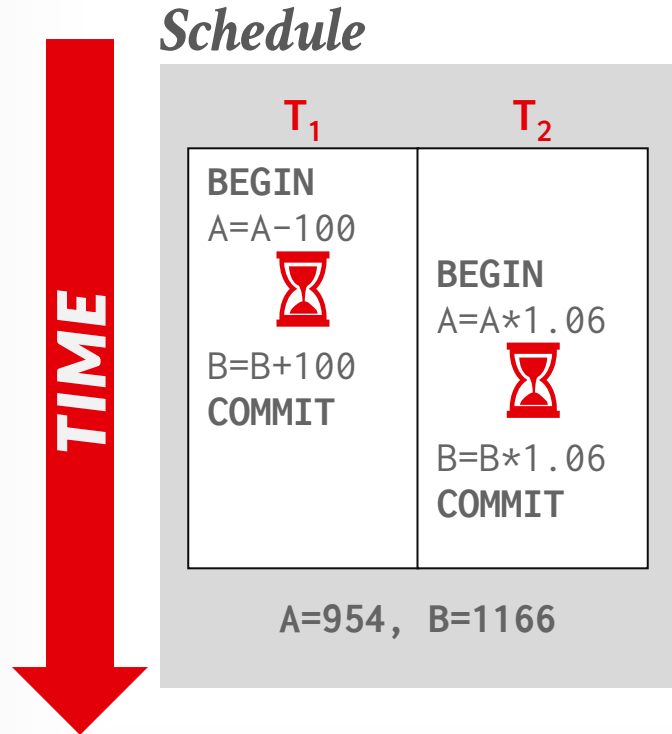 Schedule
TIME
T₁
T₂
BEGIN
A=A-100
B=B+100
COMMIT
BEGIN
A=A*1.06
B=B*1.06
COMMIT
A=954, B=1166